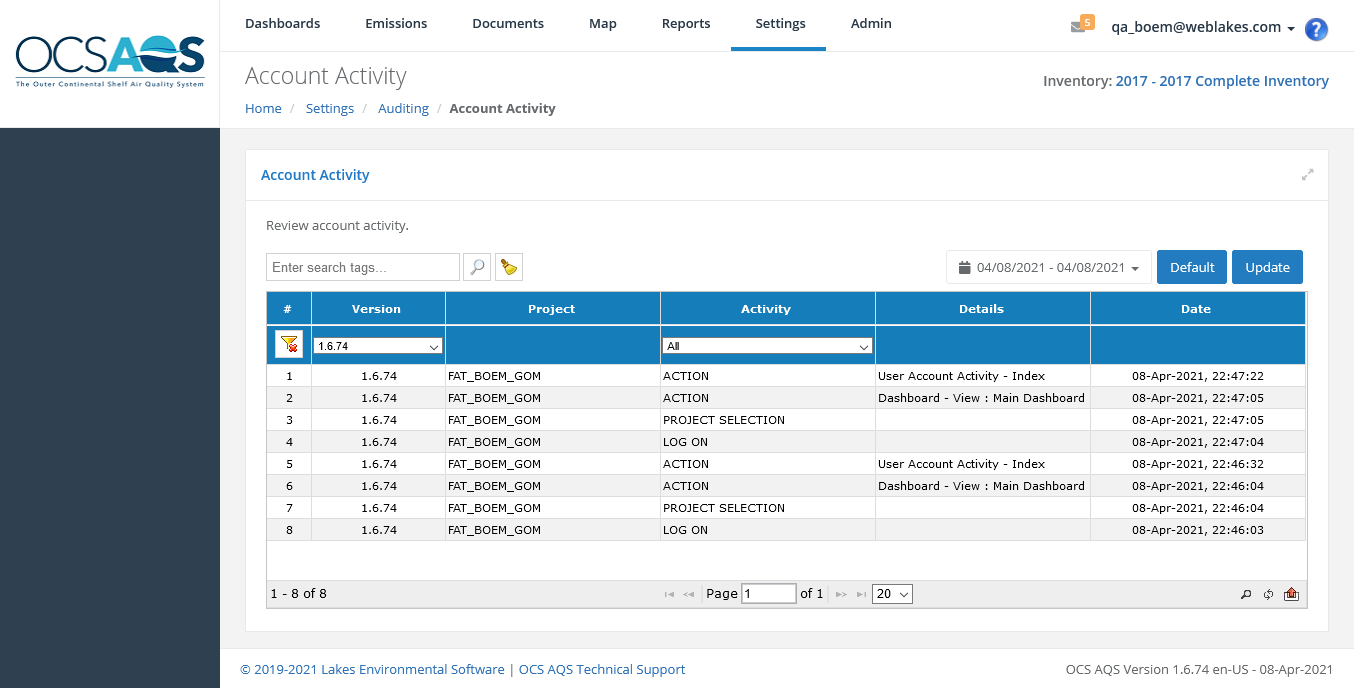 OCSAQS
The Outer Continental Shelf Air Quality System
Dashboards Emissions Documents Map Reports Settings Admin
5 qa_boem@weblakes.com ?
Account Activity
Inventory: 2017 - 2017 Complete Inventory
Home / Settings / Auditing / Account Activity
Account Activity
Review account activity.
Enter search tags... 04/08/2021 - 04/08/2021 Default Update
# Version Project Activity Details Date
1.6.74 All
1 1.6.74 FAT_BOEM_GOM ACTION User Account Activity - Index 08-Apr-2021, 22:47:22
2 1.6.74 FAT_BOEM_GOM ACTION Dashboard - View : Main Dashboard 08-Apr-2021, 22:47:05
3 1.6.74 FAT_BOEM_GOM PROJECT SELECTION 08-Apr-2021, 22:47:05
4 1.6.74 FAT_BOEM_GOM LOG ON 08-Apr-2021, 22:47:04
5 1.6.74 FAT_BOEM_GOM ACTION User Account Activity - Index 08-Apr-2021, 22:46:32
6 1.6.74 FAT_BOEM_GOM ACTION Dashboard - View : Main Dashboard 08-Apr-2021, 22:46:04
7 1.6.74 FAT_BOEM_GOM PROJECT SELECTION 08-Apr-2021, 22:46:04
8 1.6.74 FAT_BOEM_GOM LOG ON 08-Apr-2021, 22:46:03
1 - 8 of 8 Page 1 of 1 20
© 2019-2021 Lakes Environmental Software | OCS AQS Technical Support
OCS AQS Version 1.6.74 en-US - 08-Apr-2021